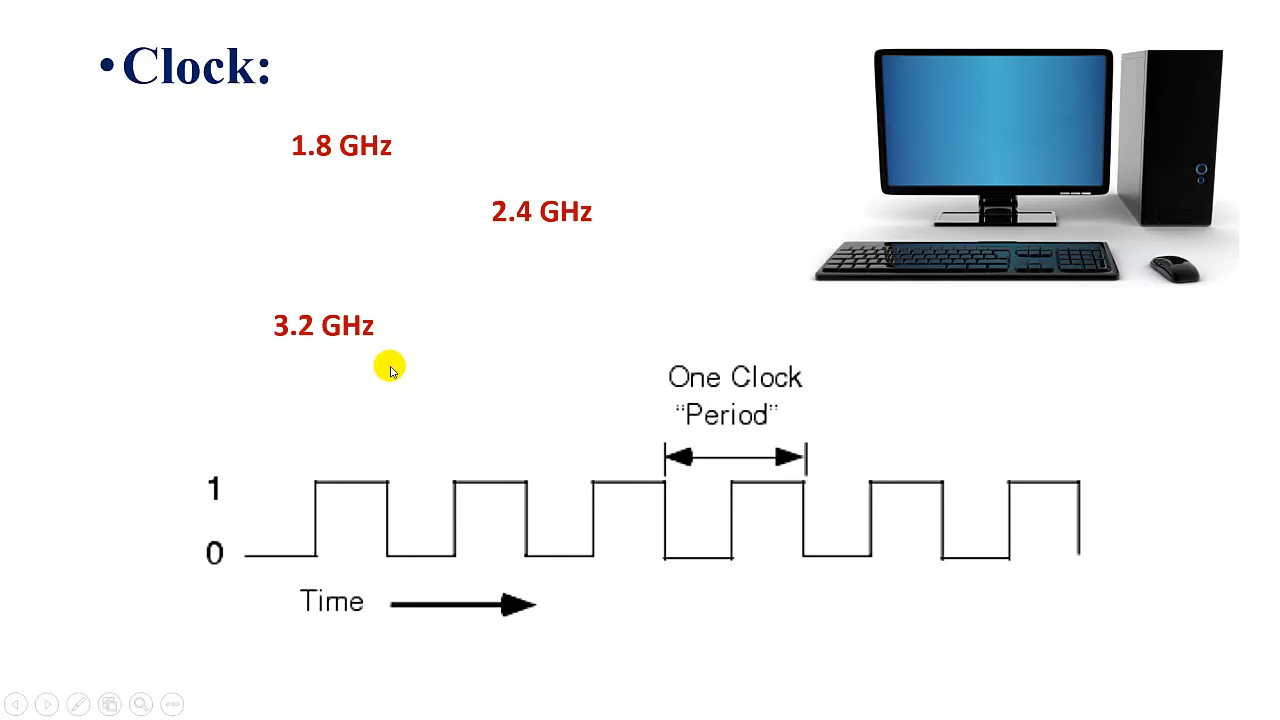 • Clock:
1.8 GHz
2.4 GHz
3.2 GHz
One Clock
"Period"
1
0
Time